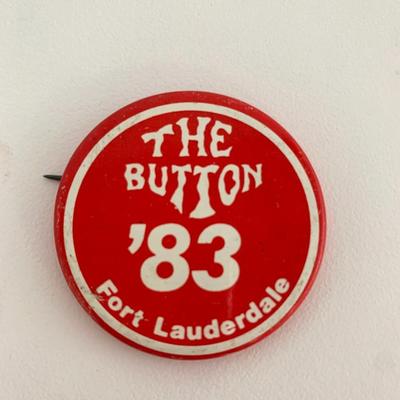 THE
BUTTON
'83
Fort Lauderdale